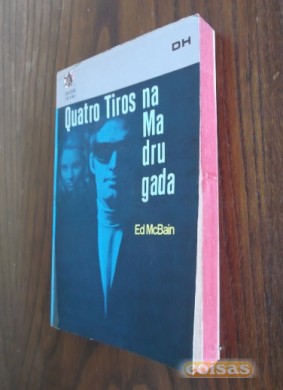 DH
Quatro Tiros na
Ma
dru
gada
Ed McBain
coisas